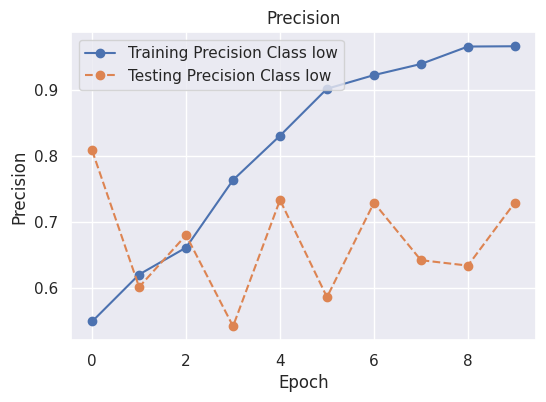 Precision
Training Precision Class low
Testing Precision Class low
0.9
0.8
0.7
0.6
Precision
0 2 4 6 8
Epoch